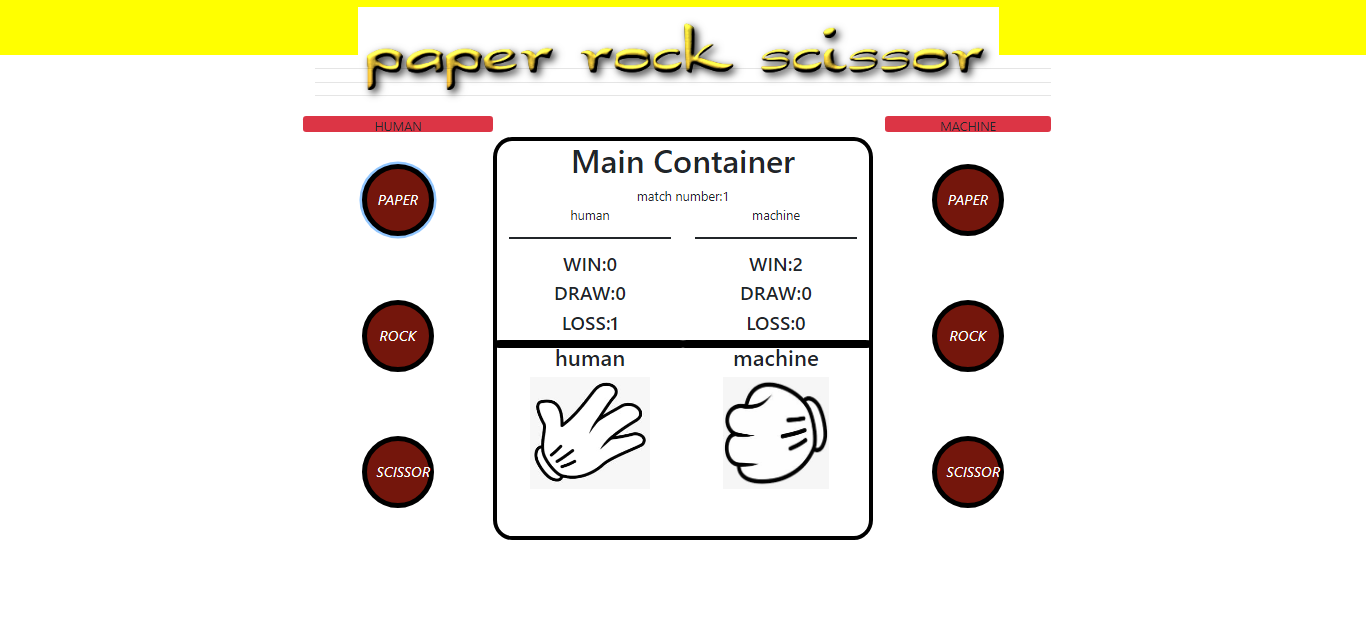 paper rock scissor
HUMAN
MACHINE
Main Container
match number:1
human
machine
WIN:0
WIN:2
DRAW:0
DRAW:0
LOSS:1
LOSS:0
human
machine
PAPER
ROCK
SCISSOR
PAPER
ROCK
SCISSOR